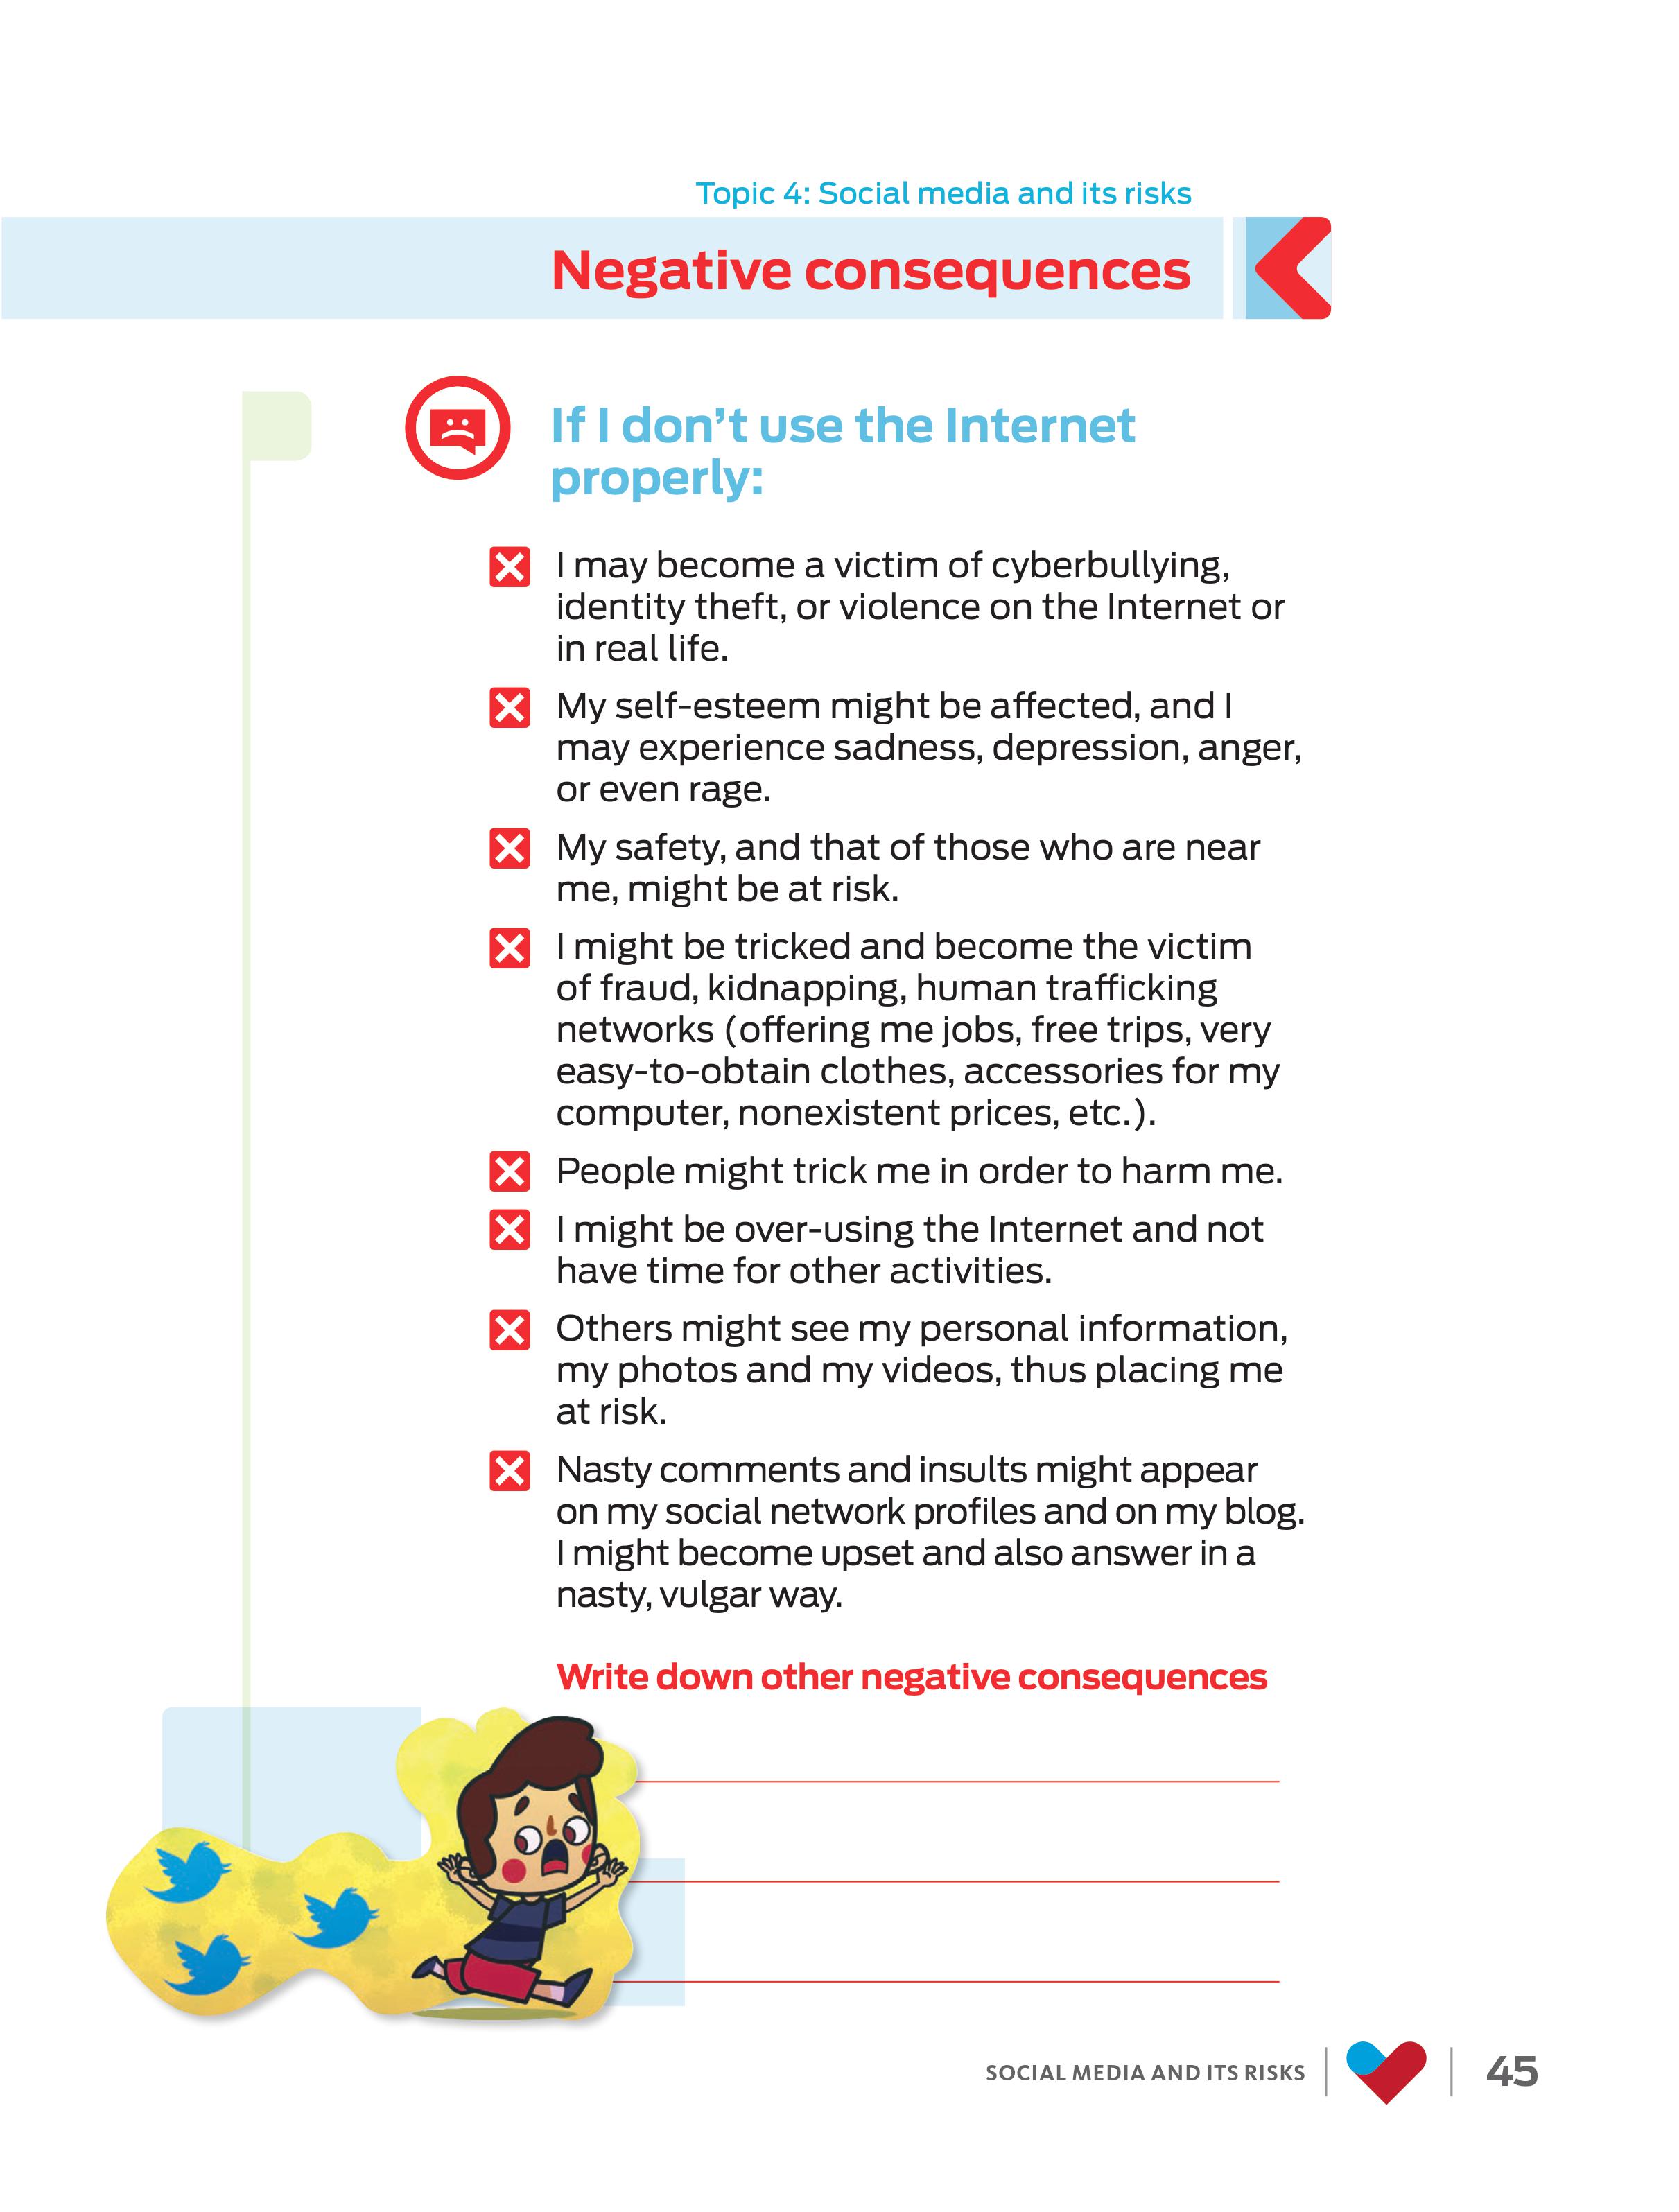 Topic 4: Social media and its risks
Negative consequences
If I don’t use the Internet
properly:
I may become a victim of cyberbullying,
identity theft, or violence on the Internet or
in real life.
My self-esteem might be affected, and I
may experience sadness, depression, anger,
or even rage.
My safety, and that of those who are near
me, might be at risk.
I might be tricked and become the victim
of fraud, kidnapping, human trafficking
networks (offering me jobs, free trips, very
easy-to-obtain clothes, accessories for my
computer, nonexistent prices, etc.).
People might trick me in order to harm me.
I might be over-using the Internet and not
have time for other activities.
Others might see my personal information,
my photos and my videos, thus placing me
at risk.
Nasty comments and insults might appear
on my social network profiles and on my blog.
I might become upset and also answer in a
nasty, vulgar way.
Write down other negative consequences
SOCIAL MEDIA AND ITS RISKS
45